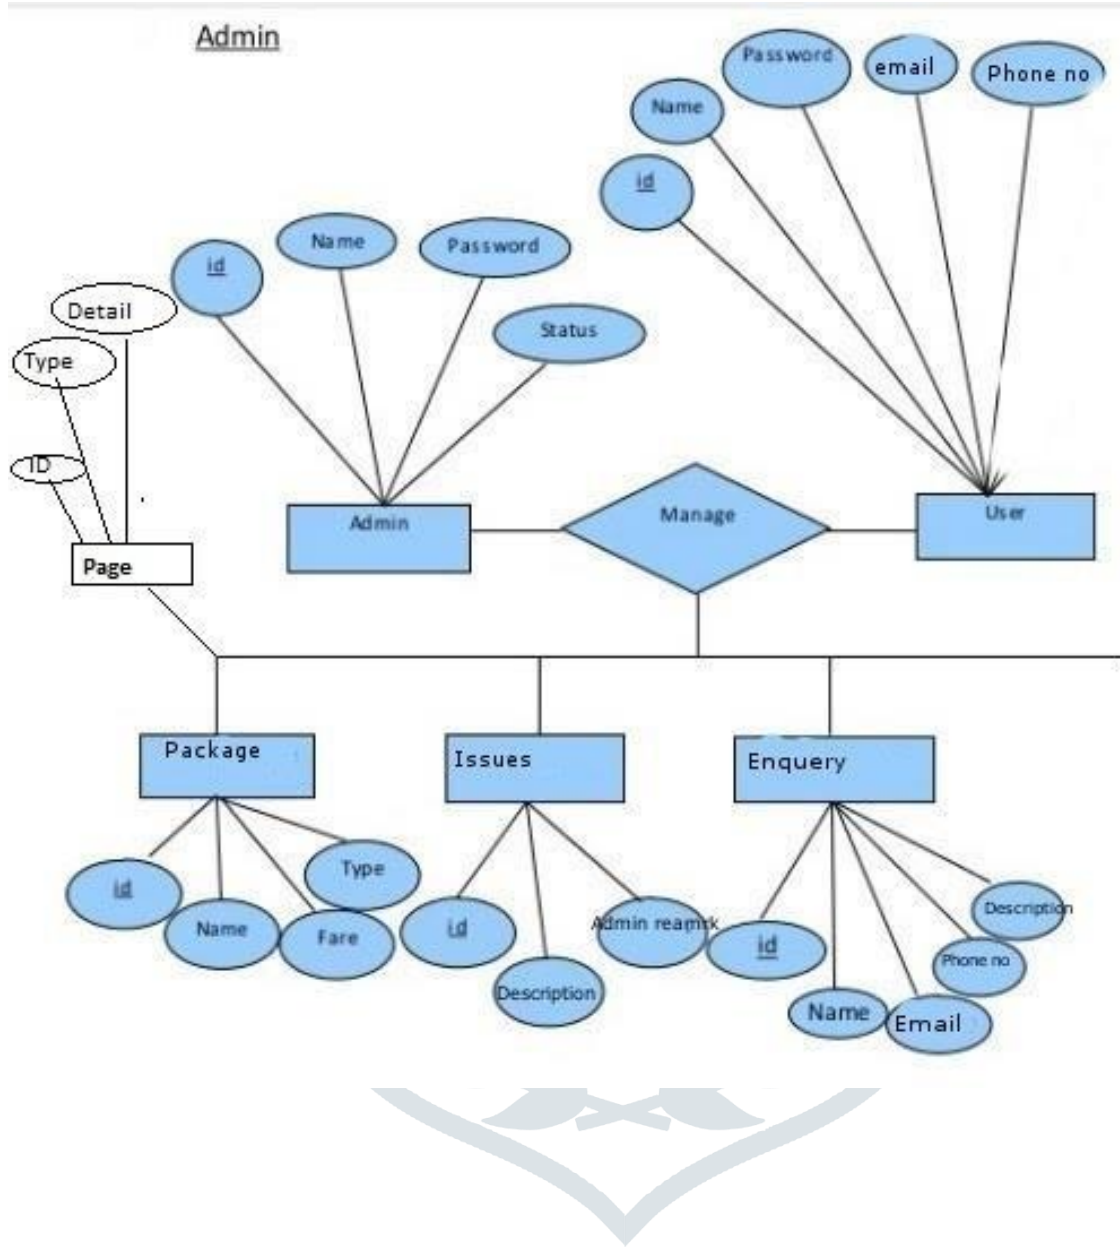 Admin
Password
email
Phone no
Name
id
id
Name
Password
Status
Detail
Type
ID
Page
Admin
Manage
User
Package
Issues
Enquery
id
Name
Fare
Type
id
Description
Admin reamrk
id
Name
Email
Phone no
Description